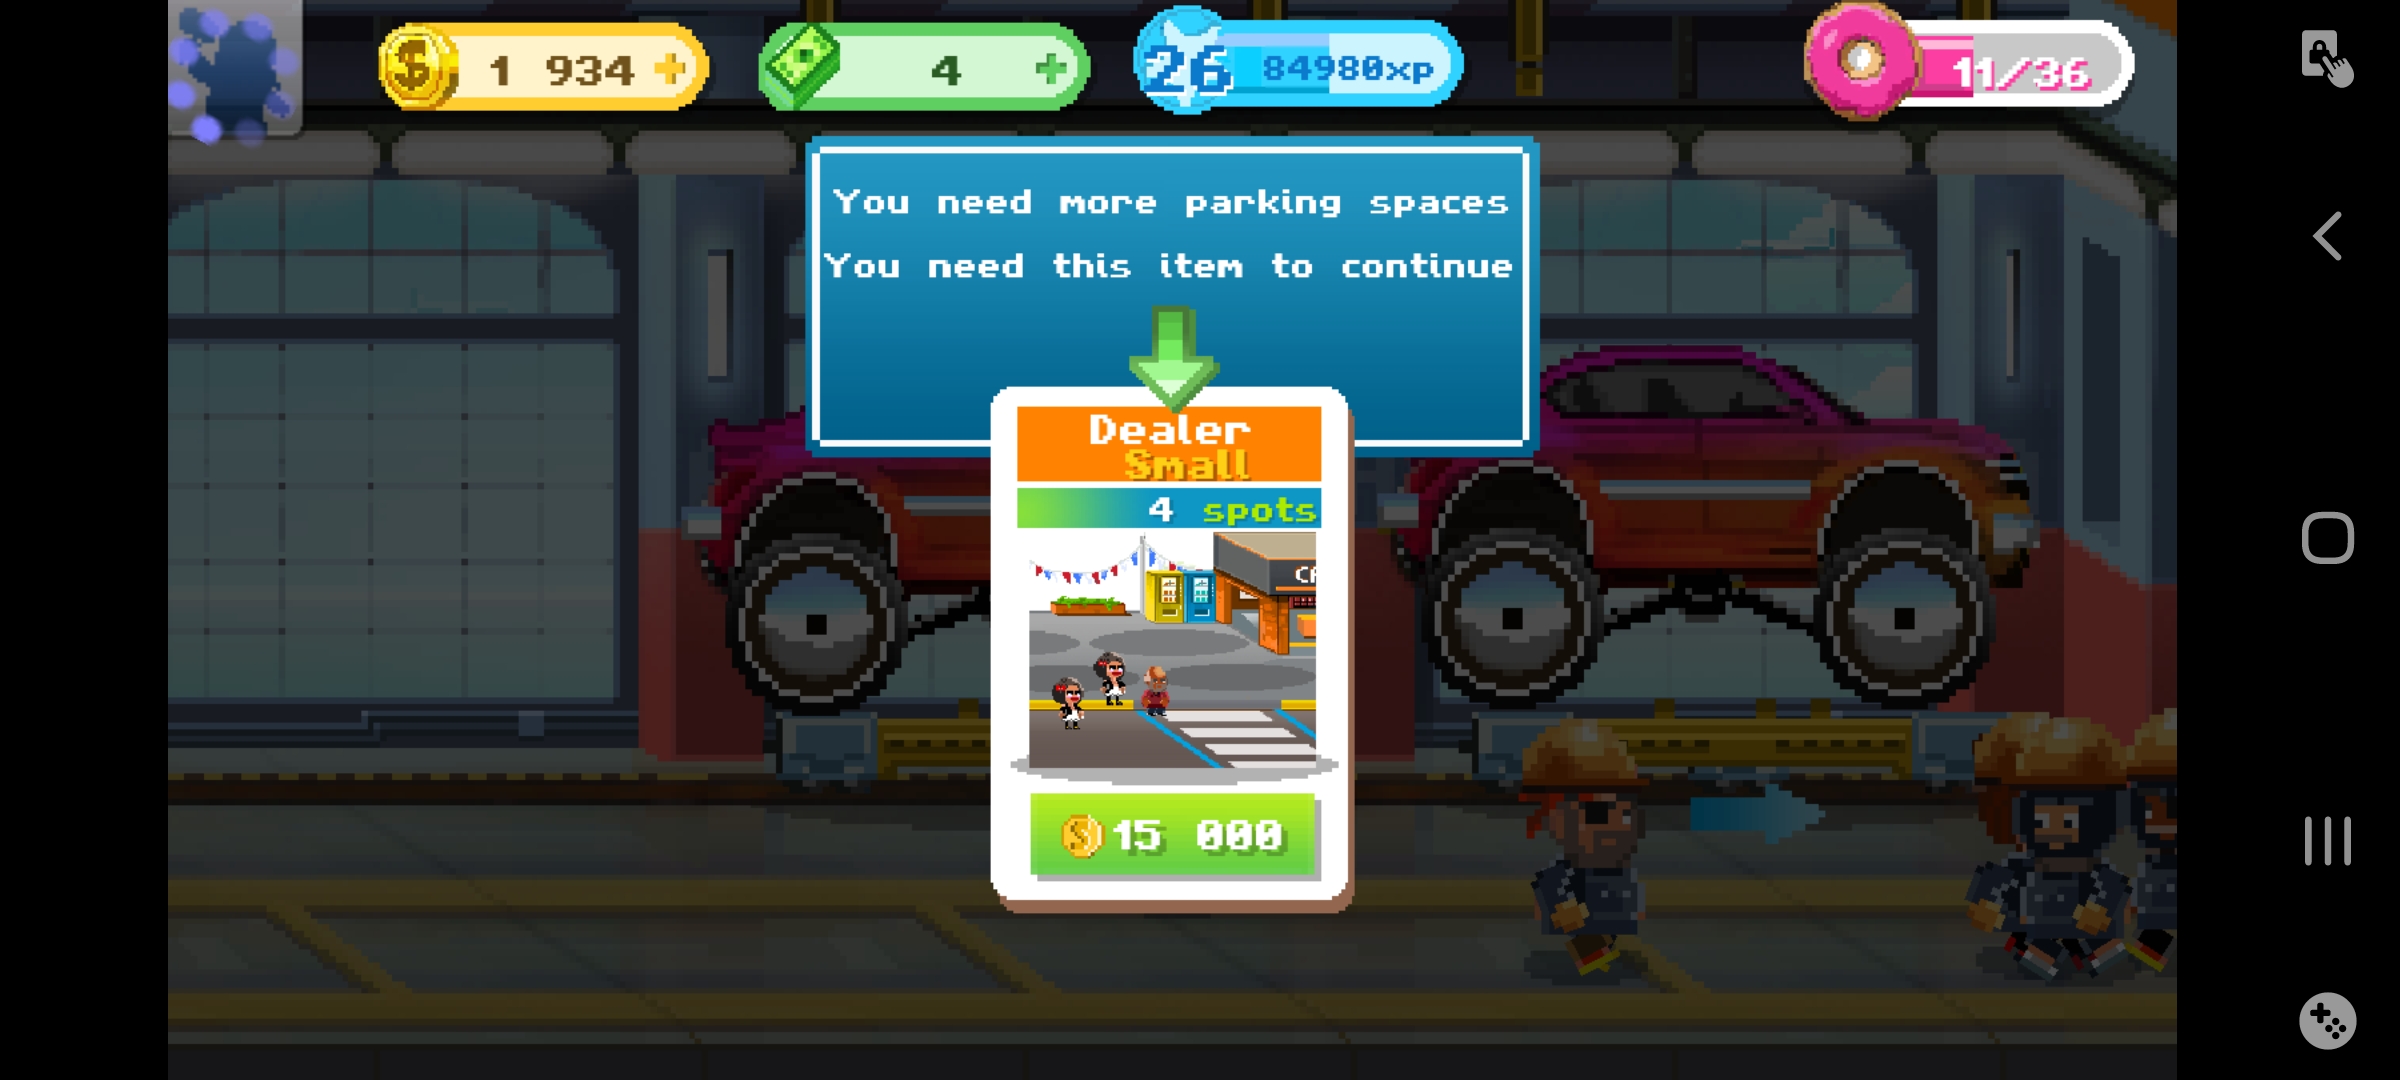 1 934
4
26
84980xp
11/36
You need more parking spaces
You need this item to continue
Dealer
Small
4 spots
15 000